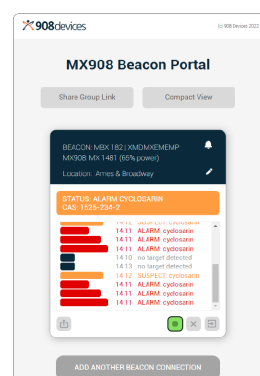 908devices
(c) 908 Devices 2022
MX908 Beacon Portal
Share Group Link
Compact View
BEACON: MBX 182 | XMDMXEMEMP
MX908: MX 1481 (65% power)
Location: Ames & Broadway
STATUS: ALARM CYCLOSARIN
CAS: 1525-234-2
14:12 SUSPECT: cyclosarin
14:11 ALARM: cyclosarin
14:11 ALARM: cyclosarin
14:11 ALARM: cyclosarin
14:10 no target detected
14:13 no target detected
14:12 SUSPECT: cyclosarin
14:11 ALARM: cyclosarin
14:11 ALARM: cyclosarin
14:11 ALARM: cyclosarin
ADD ANOTHER BEACON CONNECTION